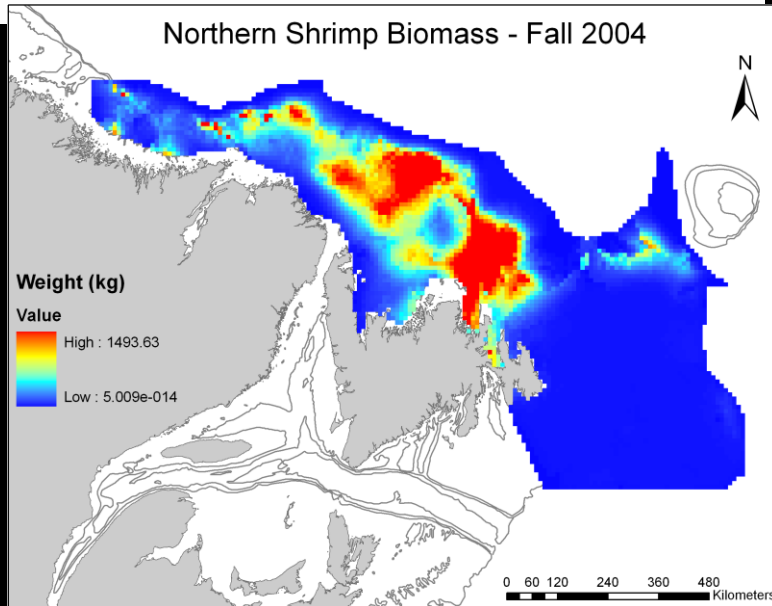 Northern Shrimp Biomass - Fall 2004
N
Weight (kg)
Value
High : 1493.63
Low : 5.009e-014
0 60 120 240 360 480
Kilometers